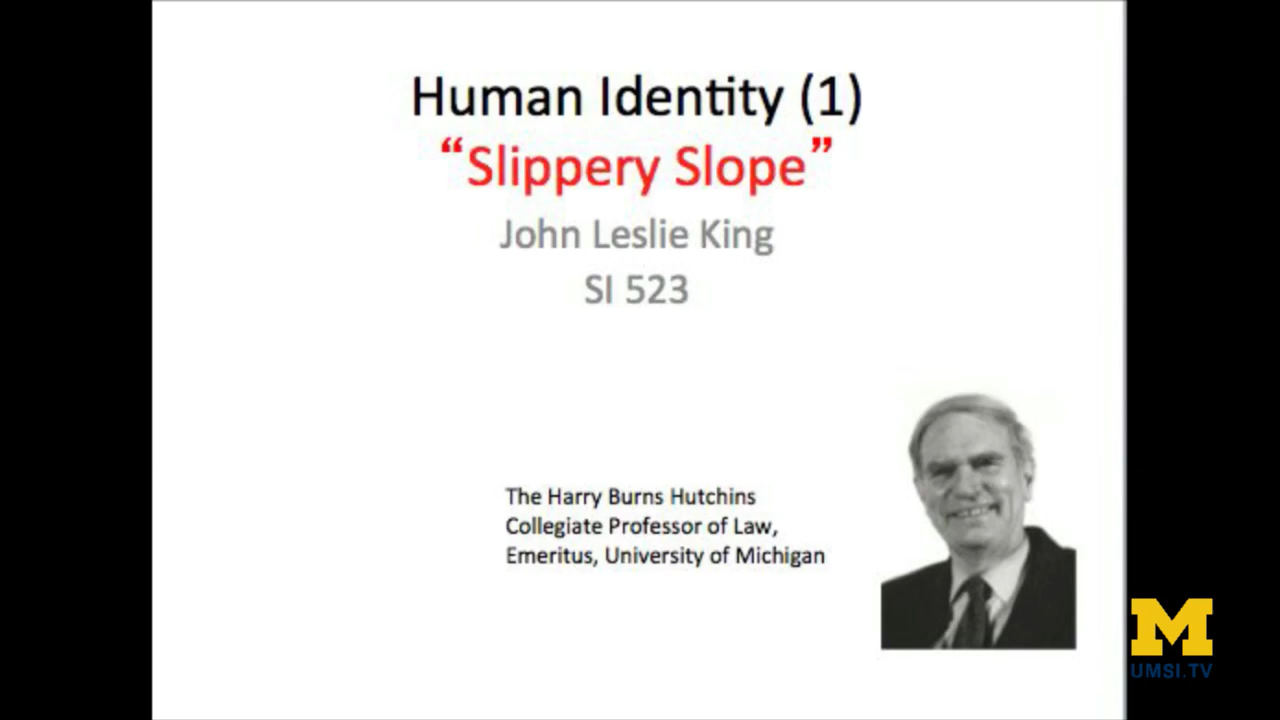 Human Identity (1)
“Slippery Slope”
John Leslie King
SI 523
The Harry Burns Hutchins
Collegiate Professor of Law,
Emeritus, University of Michigan
M
UMSI.TV